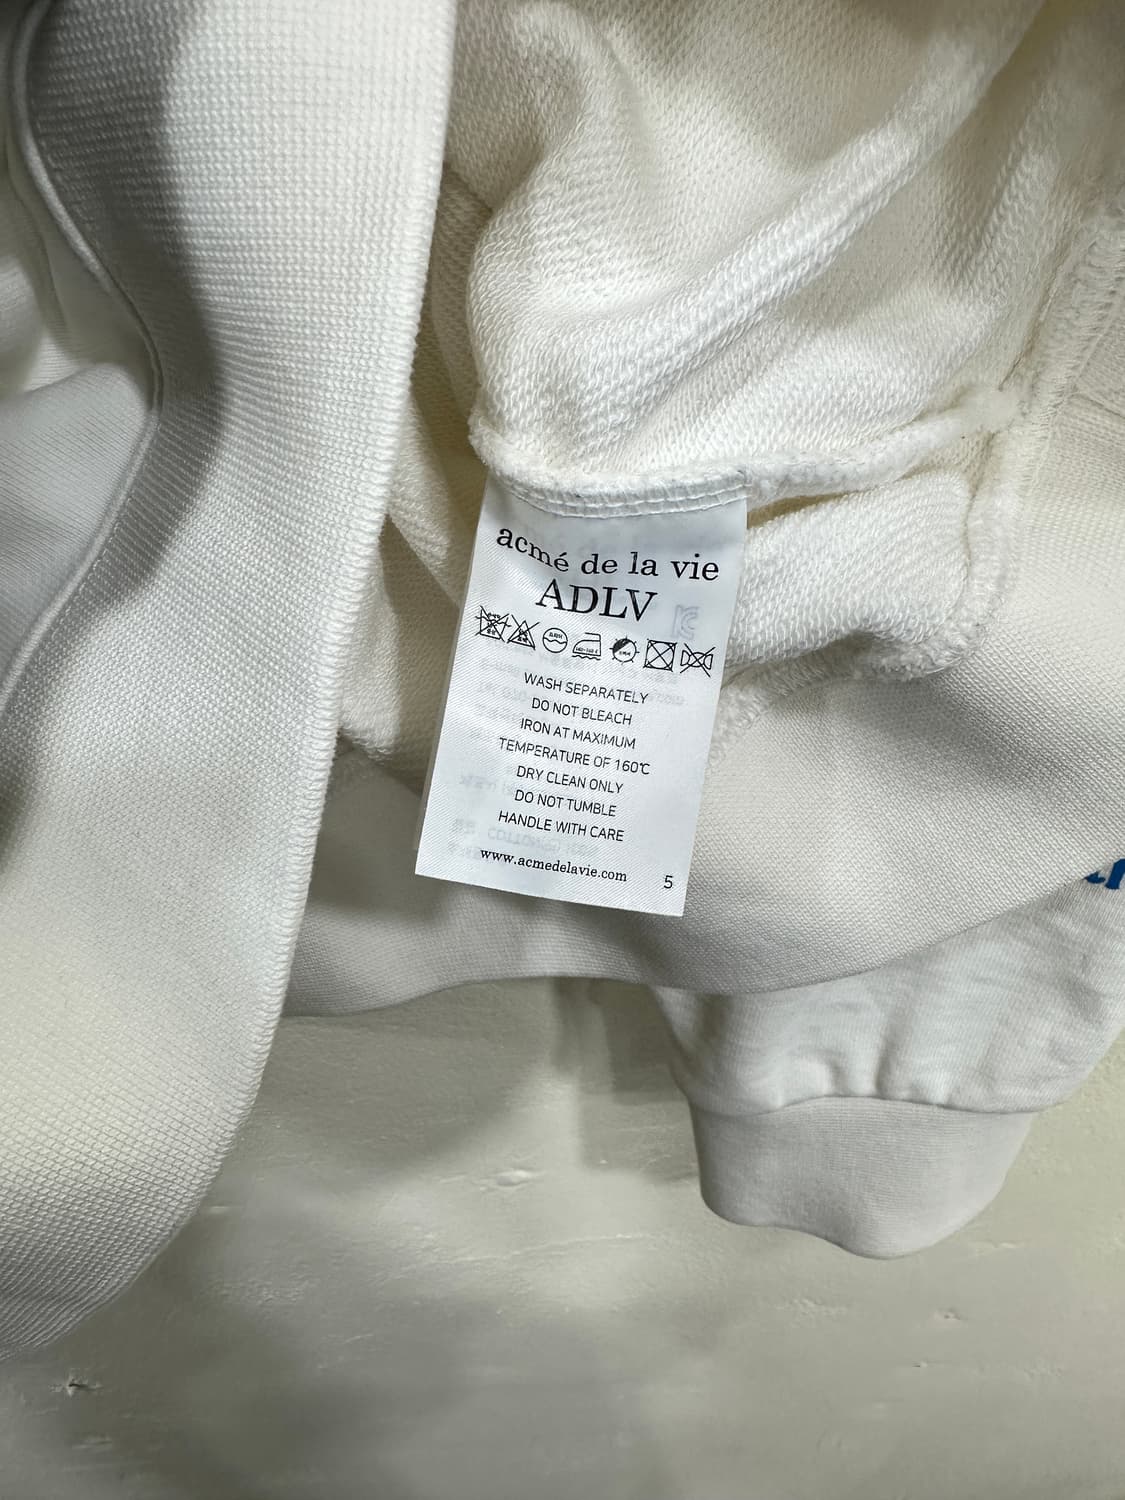 acmé de la vie
ADLV
WASH SEPARATELY
DO NOT BLEACH
IRON AT MAXIMUM
TEMPERATURE OF 160℃
DRY CLEAN ONLY
DO NOT TUMBLE
HANDLE WITH CARE
www.acmedelavie.com
5